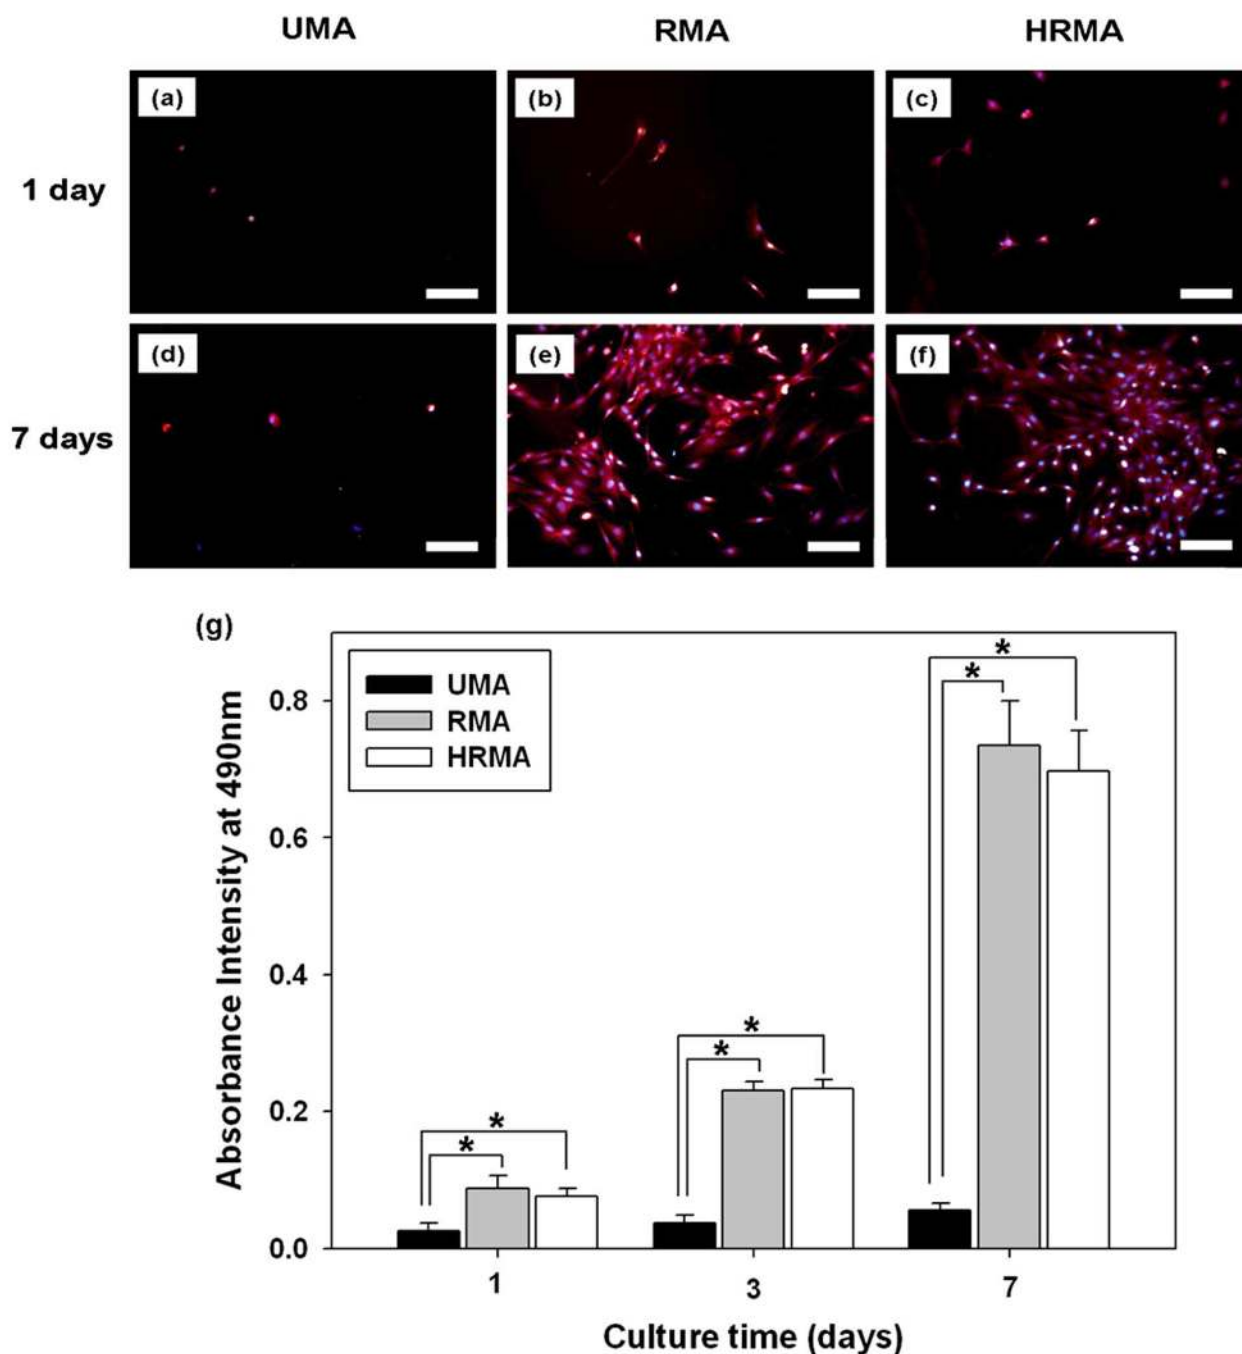 UMA RMA HRMA
1 day
(a) (b) (c)
7 days
(d) (e) (f)
(g)
Absorbance Intensity at 490nm
UMA
RMA
HRMA
0.8
0.6
0.4
0.2
0.0
* *
* *
* *
1 3 7
Culture time (days)